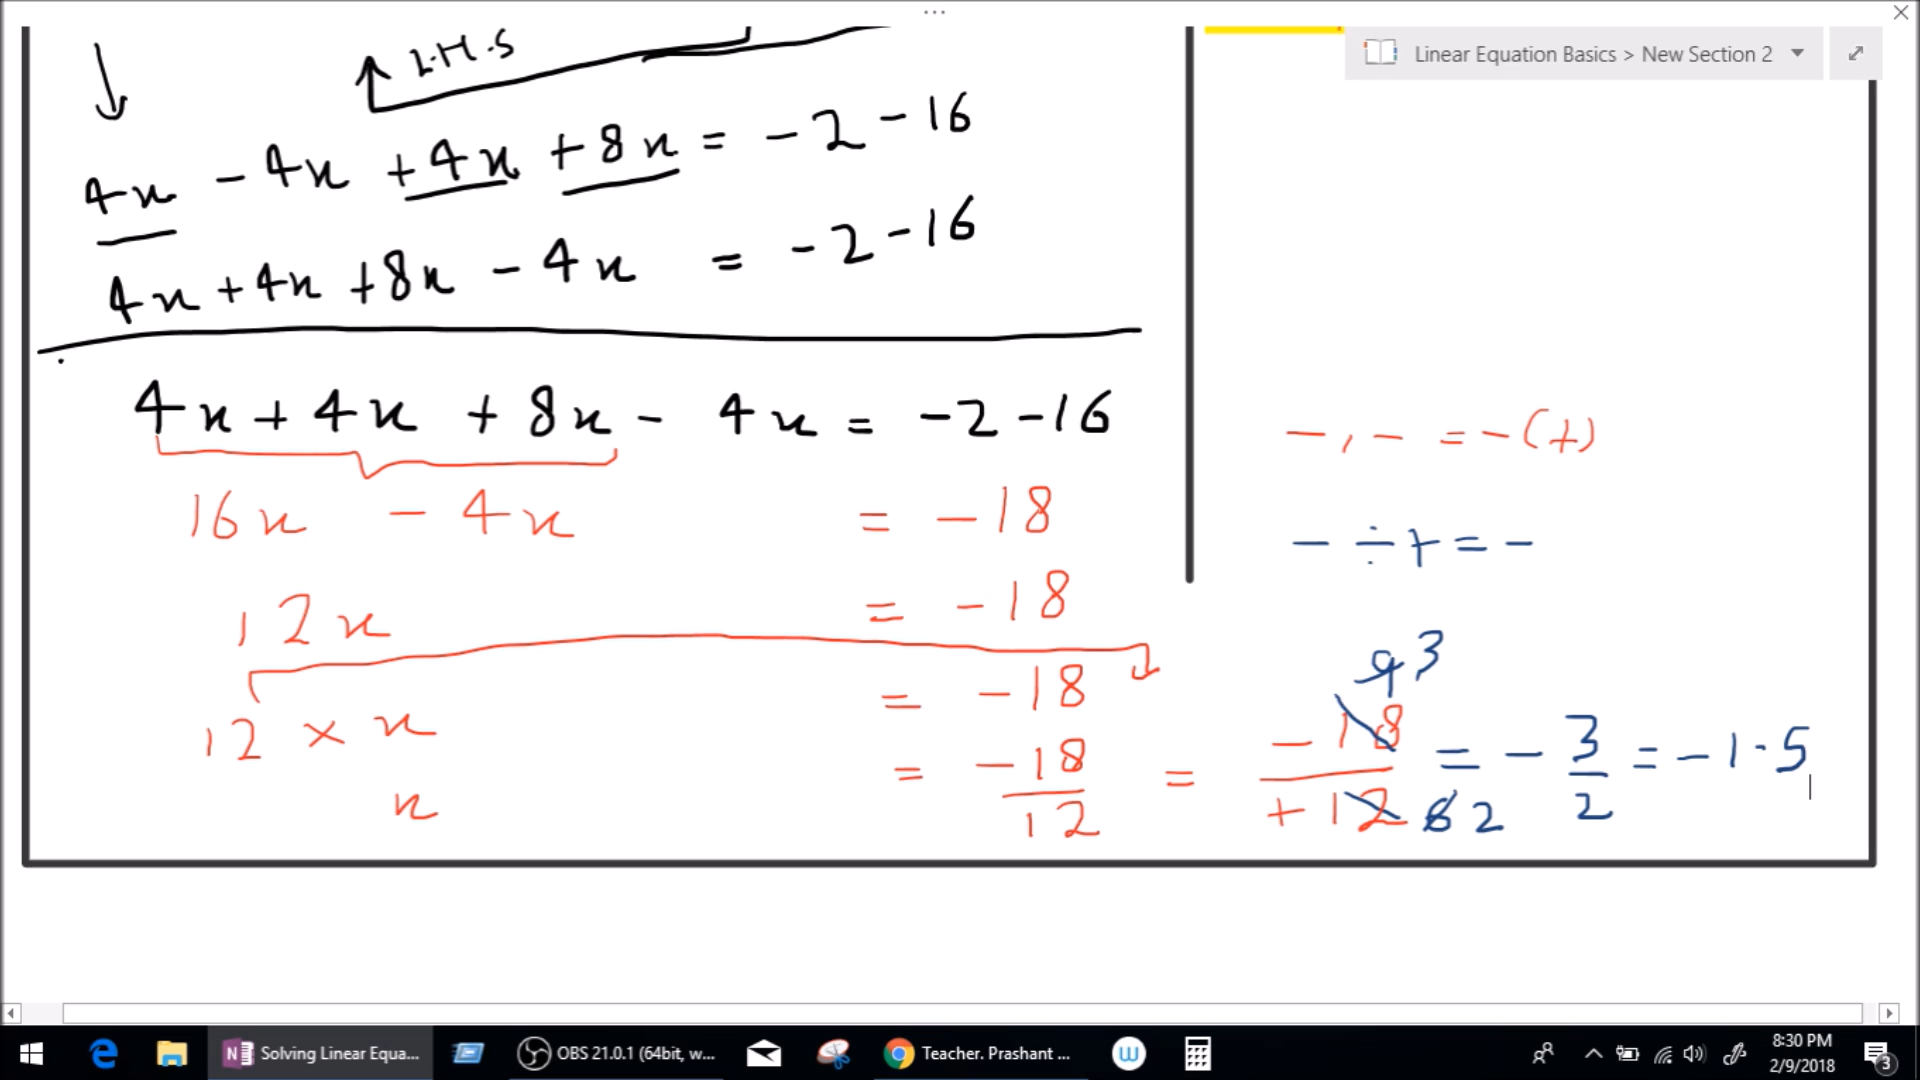 L.H.S
Linear Equation Basics > New Section 2
4x - 4x + 4x + 8x = -2 - 16
4x + 4x + 8x - 4x = -2 - 16
4x + 4x + 8x - 4x = -2 - 16
-, - = - (+)
16x - 4x = -18
- ÷ + = -
12x = -18
12 × x = -18
9 3
x = -18/12 = -18/+12 6 2 = - 3/2 = -1.5
Solving Linear Equa...
OBS 21.0.1 (64bit, w...
Teacher. Prashant ...
8:30 PM
2/9/2018
3